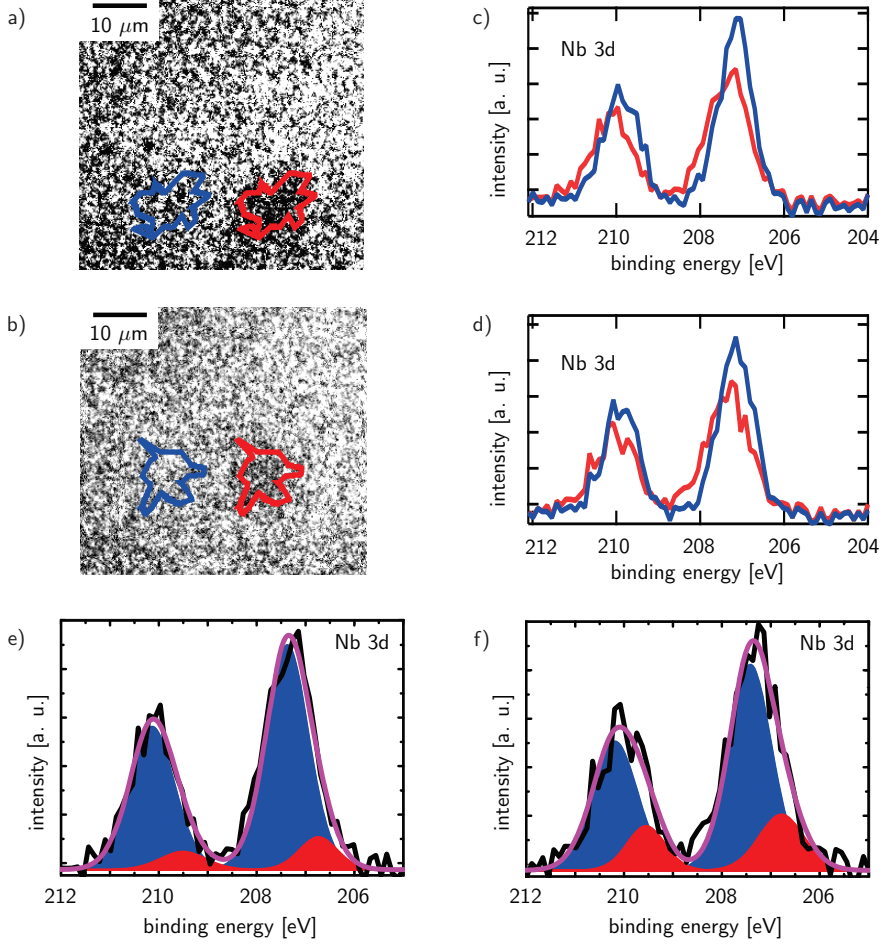 a)
10 μm
c)
Nb 3d
intensity [a. u.]
212 210 208 206 204
binding energy [eV]
b)
10 μm
d)
Nb 3d
intensity [a. u.]
212 210 208 206 204
binding energy [eV]
e)
Nb 3d
intensity [a. u.]
212 210 207 206
binding energy [eV]
f)
Nb 3d
intensity [a. u.]
212 210 207 206
binding energy [eV]